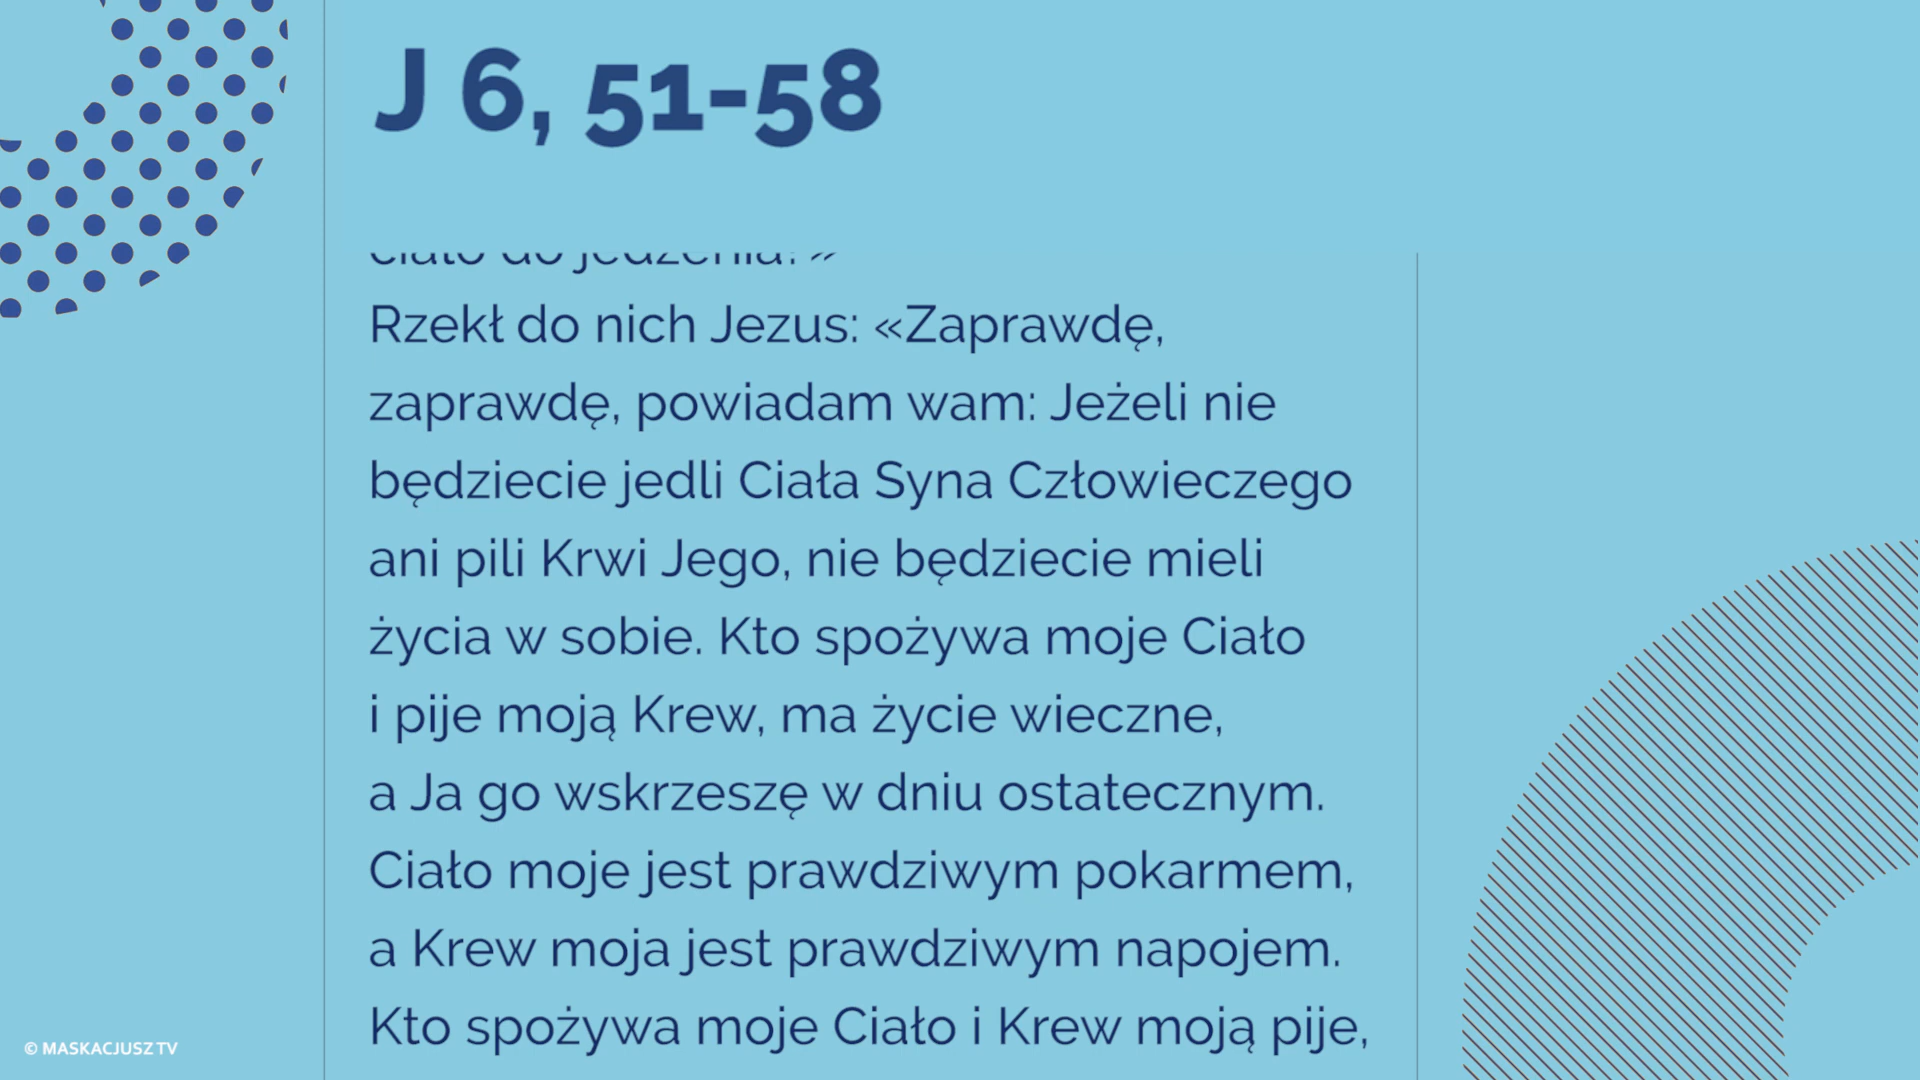 J 6, 51-58
ciało do jedzenia?»
Rzekł do nich Jezus: «Zaprawdę,
zaprawdę, powiadam wam: Jeżeli nie
będziecie jedli Ciała Syna Człowieczego
ani pili Krwi Jego, nie będziecie mieli
życia w sobie. Kto spożywa moje Ciało
i pije moją Krew, ma życie wieczne,
a Ja go wskrzeszę w dniu ostatecznym.
Ciało moje jest prawdziwym pokarmem,
a Krew moja jest prawdziwym napojem.
Kto spożywa moje Ciało i Krew moją pije,
© MASKACJUSZ TV